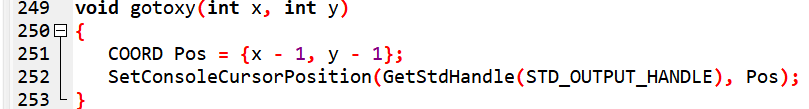 249 void gotoxy(int x, int y)
250 {
251 COORD Pos = {x - 1, y - 1};
252 SetConsoleCursorPosition(GetStdHandle(STD_OUTPUT_HANDLE), Pos);
253 }